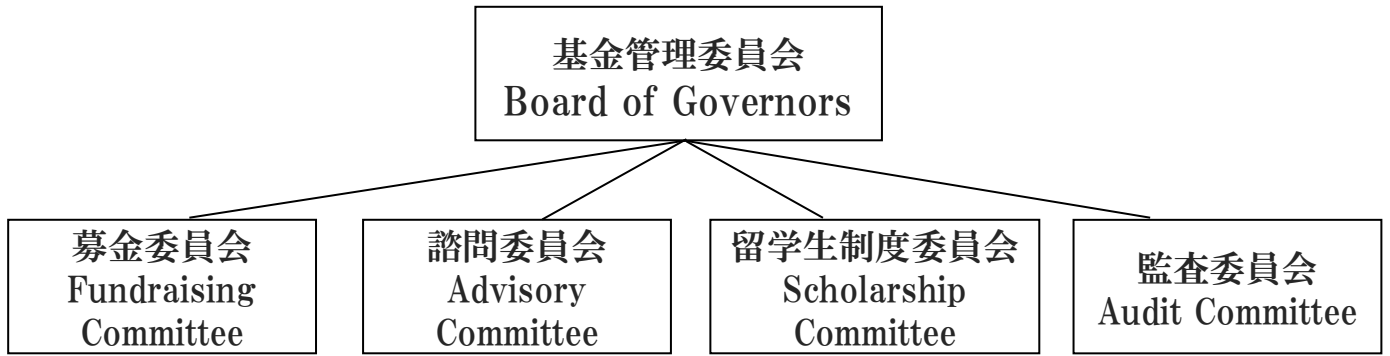 基金管理委員会
Board of Governors
募金委員会
Fundraising
Committee
諮問委員会
Advisory
Committee
留学生制度委員会
Scholarship
Committee
監査委員会
Audit Committee